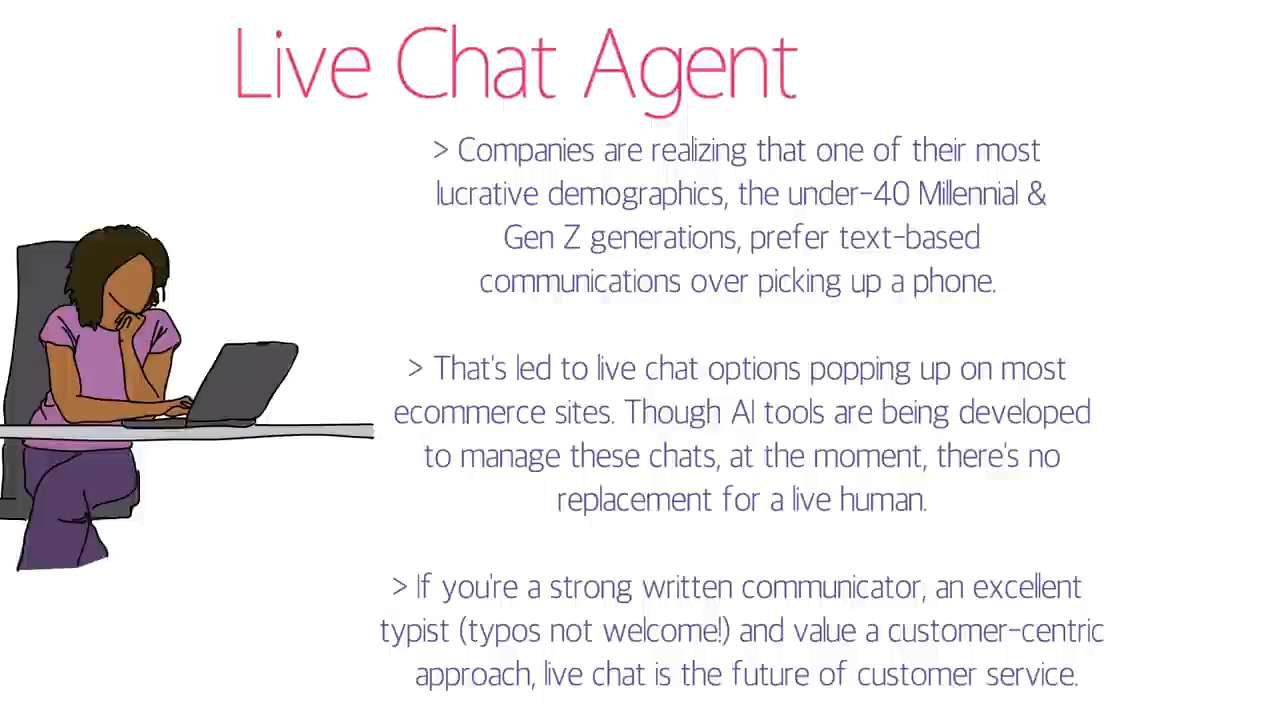 Live Chat Agent
> Companies are realizing that one of their most
lucrative demographics, the under-40 Millennial &
Gen Z generations, prefer text-based
communications over picking up a phone.
> That's led to live chat options popping up on most
ecommerce sites. Though AI tools are being developed
to manage these chats, at the moment, there's no
replacement for a live human.
> If you're a strong written communicator, an excellent
typist (typos not welcome!) and value a customer-centric
approach, live chat is the future of customer service.